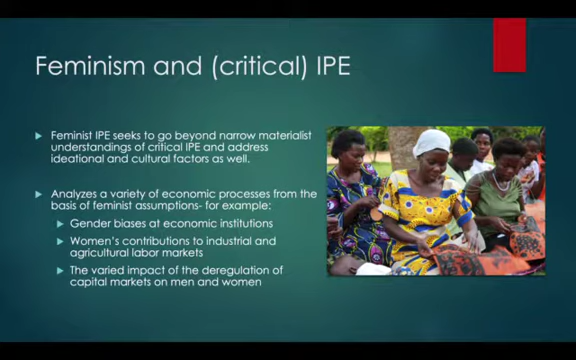 Feminism and (critical) IPE
Feminist IPE seeks to go beyond narrow materialist
understandings of critical IPE and address
ideational and cultural factors as well.
Analyzes a variety of economic processes from the
basis of feminist assumptions- for example:
Gender biases at economic institutions
Women's contributions to industrial and
agricultural labor markets
The varied impact of the deregulation of
capital markets on men and women